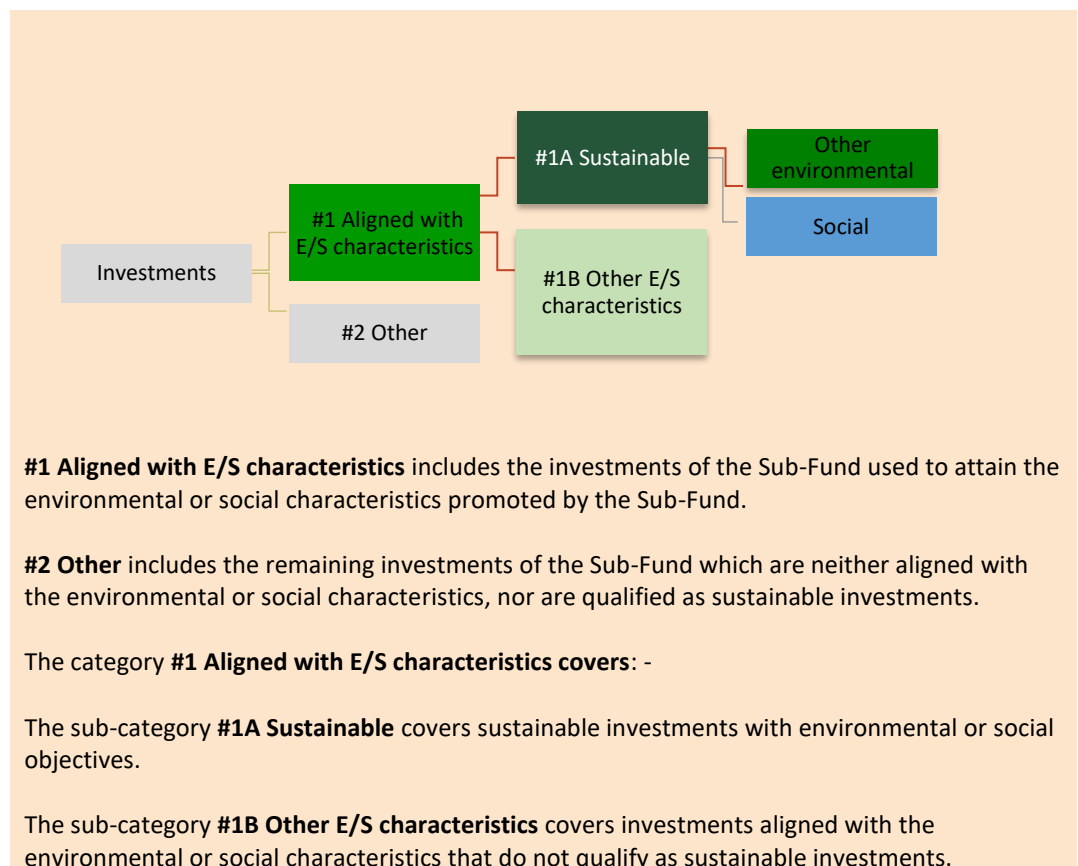 #1A Sustainable
Other
environmental
#1 Aligned with
E/S characteristics
Social
Investments
#1B Other E/S
characteristics
#2 Other
#1 Aligned with E/S characteristics includes the investments of the Sub-Fund used to attain the
environmental or social characteristics promoted by the Sub-Fund.
#2 Other includes the remaining investments of the Sub-Fund which are neither aligned with
the environmental or social characteristics, nor are qualified as sustainable investments.
The category #1 Aligned with E/S characteristics covers: -
The sub-category #1A Sustainable covers sustainable investments with environmental or social
objectives.
The sub-category #1B Other E/S characteristics covers investments aligned with the
environmental or social characteristics that do not qualify as sustainable investments.